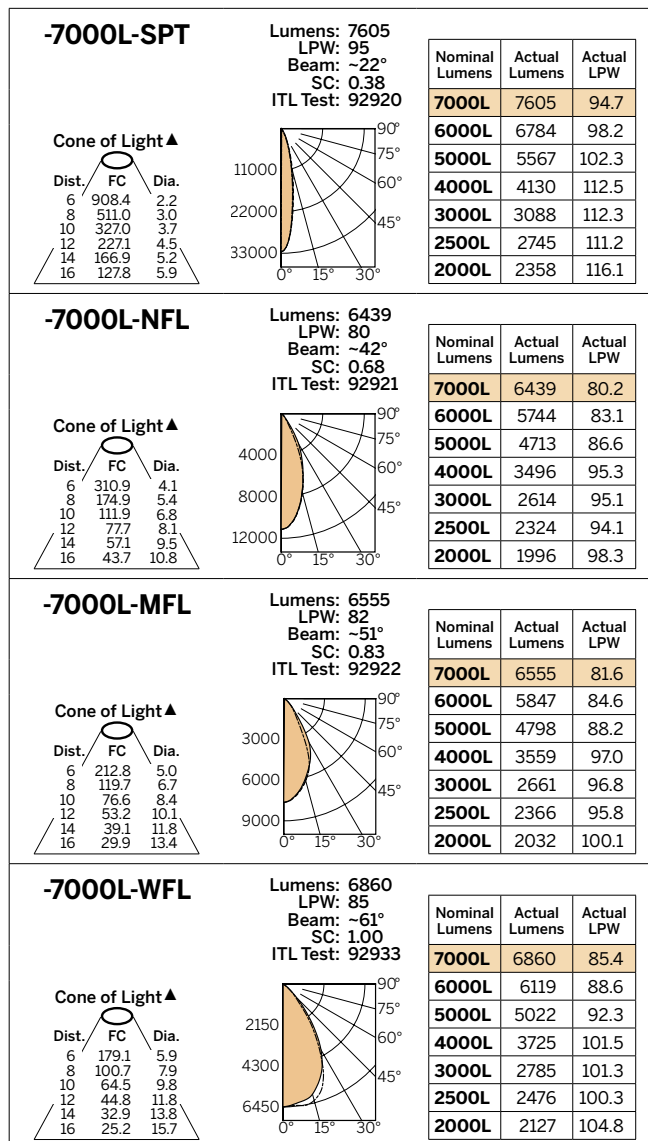 -7000L-SPT
Lumens: 7605
LPW: 95
Beam: ~22°
SC: 0.38
ITL Test: 92920
Cone of Light▲
Dist. FC Dia.
6 908.4 2.2
8 511.0 3.0
10 327.0 3.7
12 227.1 4.5
14 166.9 5.2
16 127.8 5.9
11000
22000
33000
90°
75°
60°
45°
0° 15° 30°
Nominal Lumens Actual Lumens Actual LPW
7000L 7605 94.7
6000L 6784 98.2
5000L 5567 102.3
4000L 4130 112.5
3000L 3088 112.3
2500L 2745 111.2
2000L 2358 116.1
-7000L-NFL
Lumens: 6439
LPW: 80
Beam: ~42°
SC: 0.68
ITL Test: 92921
Cone of Light▲
Dist. FC Dia.
6 310.9 4.1
8 174.9 5.4
10 111.9 6.8
12 77.7 8.1
14 57.1 9.5
16 43.7 10.8
4000
8000
12000
90°
75°
60°
45°
0° 15° 30°
Nominal Lumens Actual Lumens Actual LPW
7000L 6439 80.2
6000L 5744 83.1
5000L 4713 86.6
4000L 3496 95.3
3000L 2614 95.1
2500L 2324 94.1
2000L 1996 98.3
-7000L-MFL
Lumens: 6555
LPW: 82
Beam: ~51°
SC: 0.83
ITL Test: 92922
Cone of Light▲
Dist. FC Dia.
6 212.8 5.0
8 119.7 6.7
10 76.6 8.4
12 53.2 10.1
14 39.1 11.8
16 29.9 13.4
3000
6000
9000
90°
75°
60°
45°
0° 15° 30°
Nominal Lumens Actual Lumens Actual LPW
7000L 6555 81.6
6000L 5847 84.6
5000L 4798 88.2
4000L 3559 97.0
3000L 2661 96.8
2500L 2366 95.8
2000L 2032 100.1
-7000L-WFL
Lumens: 6860
LPW: 85
Beam: ~61°
SC: 1.00
ITL Test: 92933
Cone of Light▲
Dist. FC Dia.
6 179.1 5.9
8 100.7 7.9
10 64.5 9.8
12 44.8 11.8
14 32.9 13.8
16 25.2 15.7
2150
4300
6450
90°
75°
60°
45°
0° 15° 30°
Nominal Lumens Actual Lumens Actual LPW
7000L 6860 85.4
6000L 6119 88.6
5000L 5022 92.3
4000L 3725 101.5
3000L 2785 101.3
2500L 2476 100.3
2000L 2127 104.8